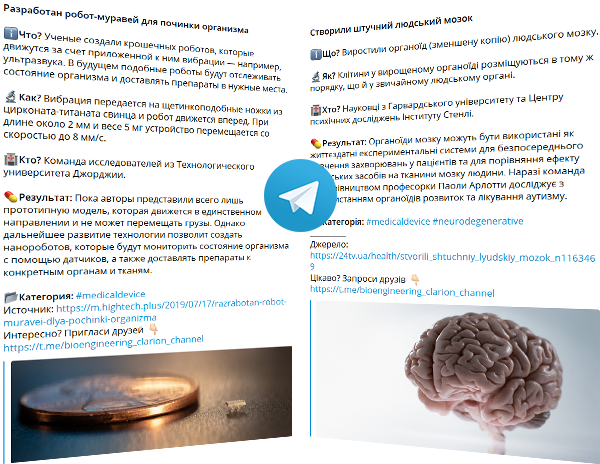 Разработан робот-муравей для починки организма
Что? Ученые создали крошечных роботов, которые
движутся за счет приложенной к ним вибрации — например,
ультразвука. В будущем подобные роботы будут отслеживать
состояние организма и доставлять препараты в нужные места.
Как? Вибрация передается на щетинкоподобные ножки из
цирконата-титаната свинца и робот движется вперед. При
длине около 2 мм и весе 5 мг устройство перемещается со
скоростью до 8 мм/с.
Кто? Команда исследователей из Технологического
университета Джорджии.
Результат: Пока авторы представили всего лишь
прототипную модель, которая движется в единственном
направлении и не может перемещать грузы. Однако
дальнейшее развитие технологии позволит создать
нанороботов, которые будут мониторить состояние организма
с помощью датчиков, а также доставлять препараты к
конкретным органам и тканям.
Категория: #medicaldevice
Источник: https://m.hightech.plus/2019/07/17/razrabotan-robot-
muravei-dlya-pochinki-organizma
Интересно? Пригласи друзей
https://t.me/bioengineering_clarion_channel
Створили штучний людський мозок
Що? Виростили органоїд (зменшену копію) людського мозку.
Як? Клітини у вирощеному органоїді розміщуються в тому ж
порядку, що й у звичайному людському органі.
Хто? Науковці з Гарвардського університету та Центру
психічних досліджень Інституту Стенлі.
Результат: Органоїди мозку можуть бути використані як
життєздатні експериментальні системи для безпосереднього
захворювань у пацієнтів та для порівняння ефекту
засобів на тканини мозку людини. Наразі команда
професорки Паоли Арлотти досліджує з
органоїдів розвиток та лікування аутизму.
#medicaldevice #neurodegenerative
Джерело:
https://24tv.ua/health/stvorili_shtuchniy_lyudskiy_mozok_n116346
9
Цікаво? Запроси друзів
https://t.me/bioengineering_clarion_channel